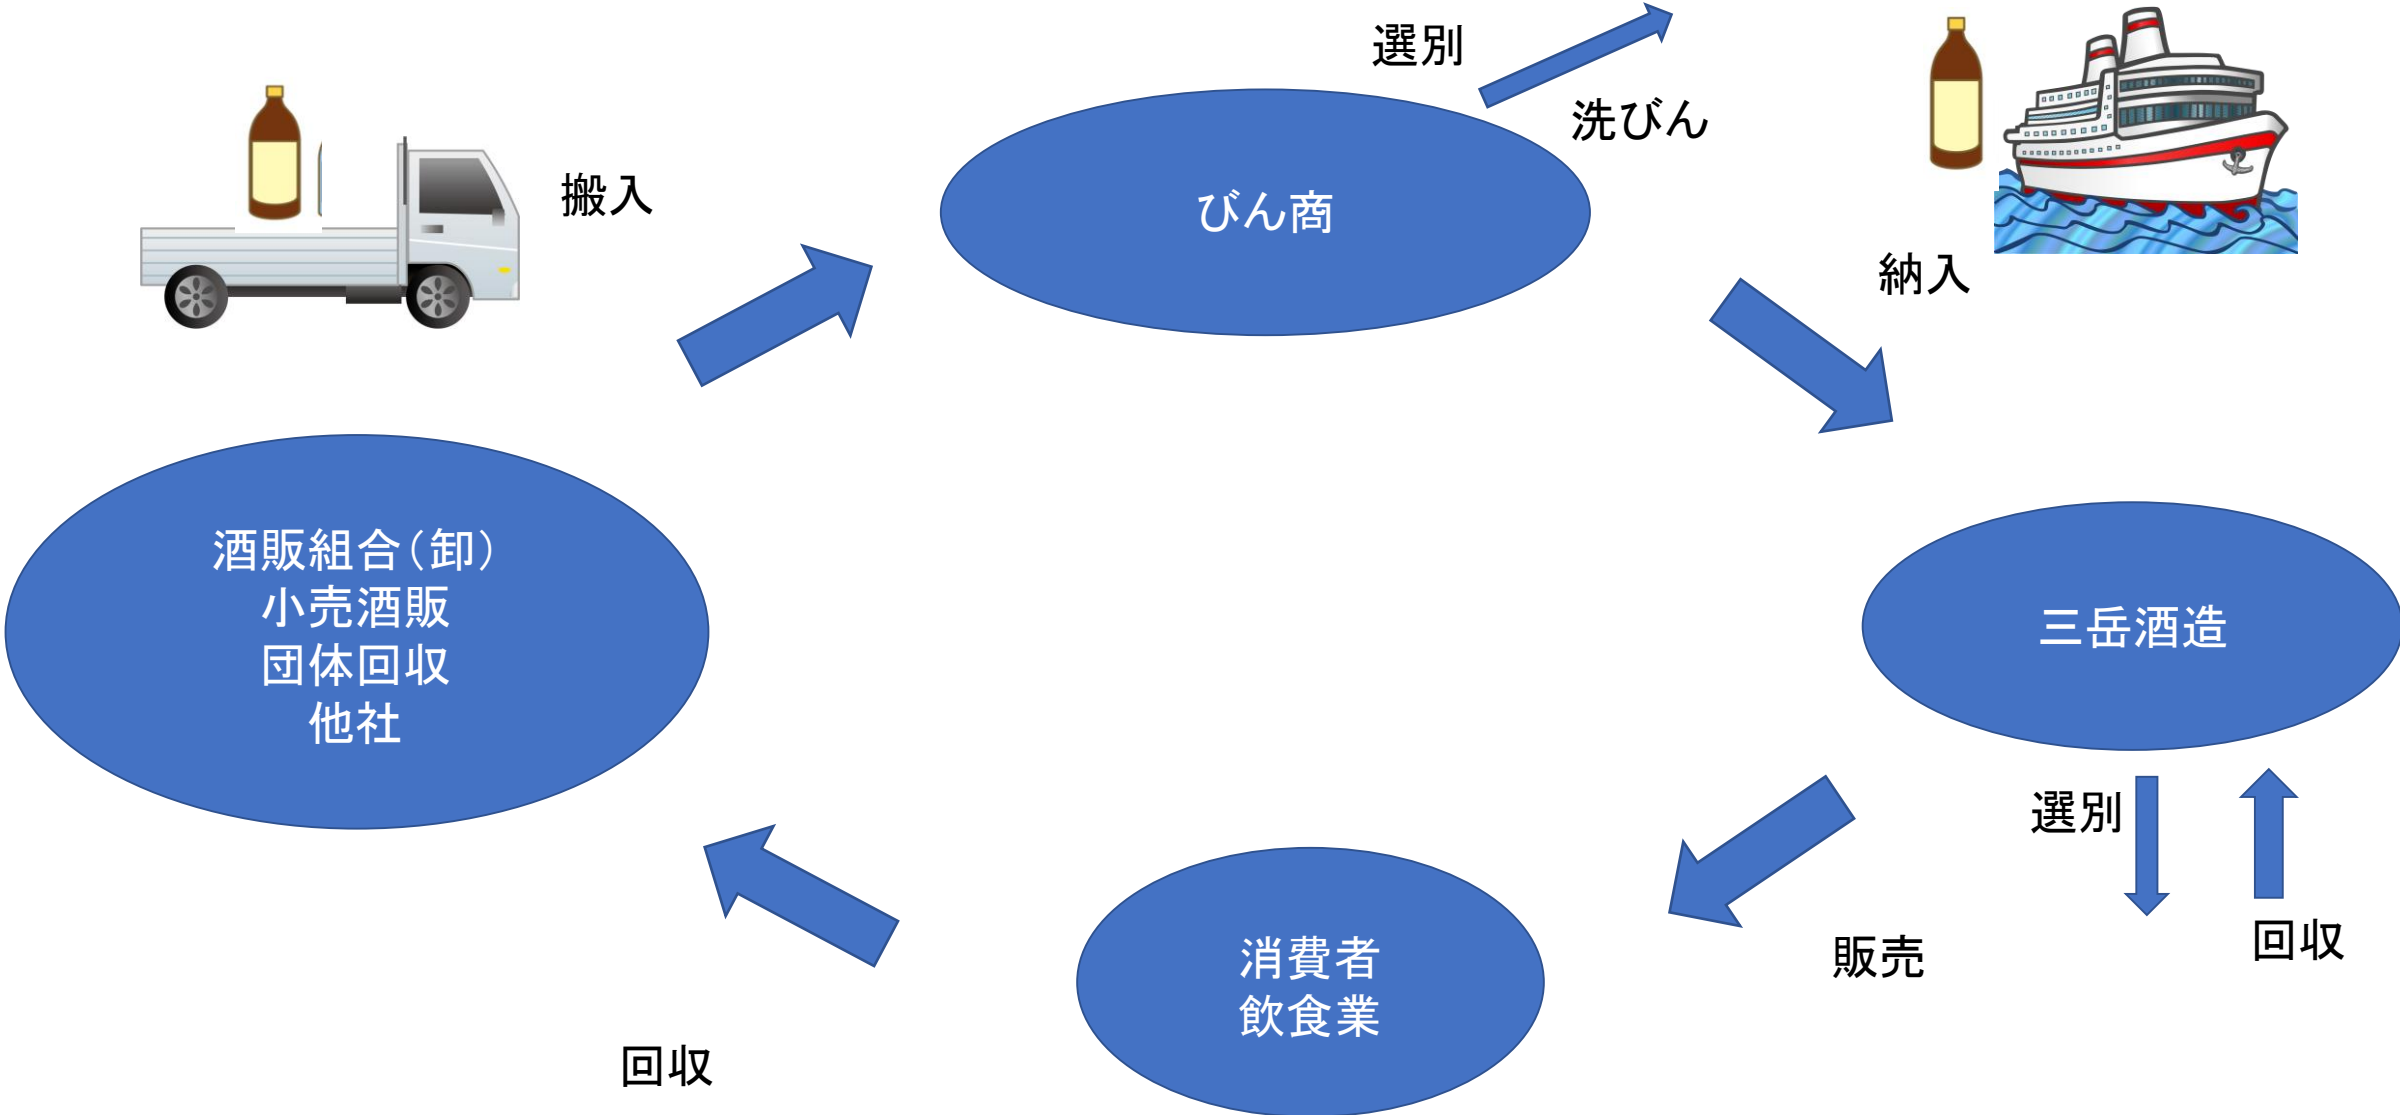 選別
洗びん
搬入
びん商
納入
酒販組合(卸)
小売酒販
団体回収
他社
三岳酒造
選別
回収
販売
消費者
飲食業
回収